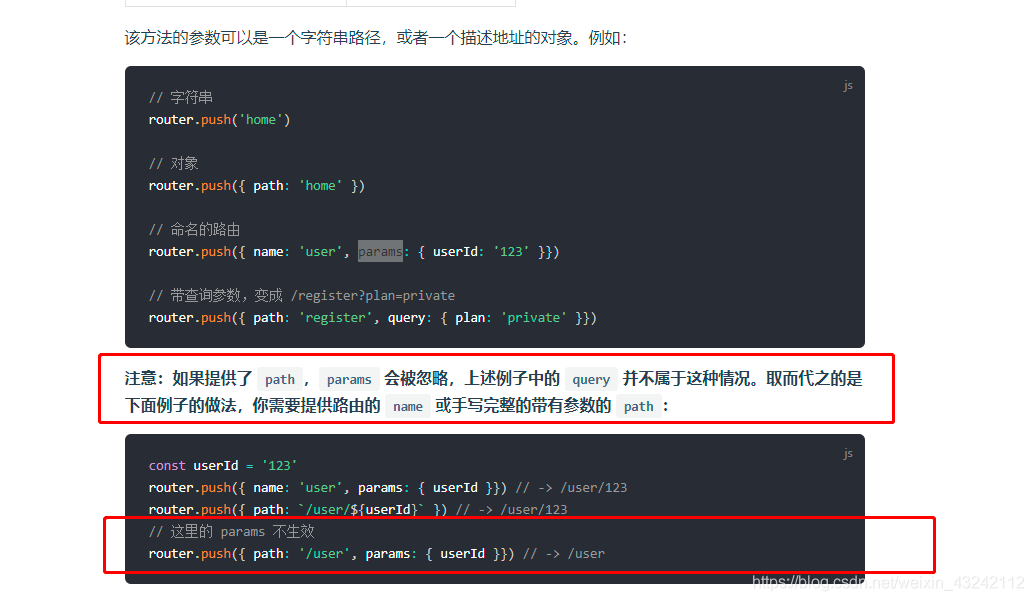 该方法的参数可以是一个字符串路径，或者一个描述地址的对象。例如：
js
// 字符串
router.push('home')
// 对象
router.push({ path: 'home' })
// 命名的路由
router.push({ name: 'user', params: { userId: '123' }})
// 带查询参数，变成 /register?plan=private
router.push({ path: 'register', query: { plan: 'private' }})
注意：如果提供了 path，params 会被忽略，上述例子中的 query 并不属于这种情况。取而代之的是
下面例子的做法，你需要提供路由的 name 或手写完整的带有参数的 path：
js
const userId = '123'
router.push({ name: 'user', params: { userId }}) // -> /user/123
router.push({ path: `/user/${userId}` }) // -> /user/123
// 这里的 params 不生效
router.push({ path: '/user', params: { userId }}) // -> /user
https://blog.csdn.net/weixin_43242112